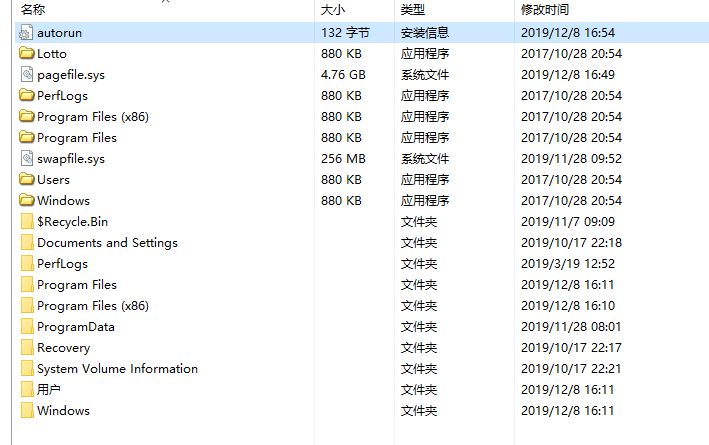 名称 大小 类型 修改时间
autorun 132 字节 安装信息 2019/12/8 16:54
Lotto 880 KB 应用程序 2017/10/28 20:54
pagefile.sys 4.76 GB 系统文件 2019/12/8 16:49
PerfLogs 880 KB 应用程序 2017/10/28 20:54
Program Files (x86) 880 KB 应用程序 2017/10/28 20:54
Program Files 880 KB 应用程序 2017/10/28 20:54
swapfile.sys 256 MB 系统文件 2019/11/28 09:52
Users 880 KB 应用程序 2017/10/28 20:54
Windows 880 KB 应用程序 2017/10/28 20:54
$Recycle.Bin 文件夹 2019/11/7 09:09
Documents and Settings 文件夹 2019/10/17 22:18
PerfLogs 文件夹 2019/3/19 12:52
Program Files 文件夹 2019/12/8 16:11
Program Files (x86) 文件夹 2019/12/8 16:10
ProgramData 文件夹 2019/11/28 08:01
Recovery 文件夹 2019/10/17 22:17
System Volume Information 文件夹 2019/10/17 22:21
用户 文件夹 2019/12/8 16:11
Windows 文件夹 2019/12/8 16:11